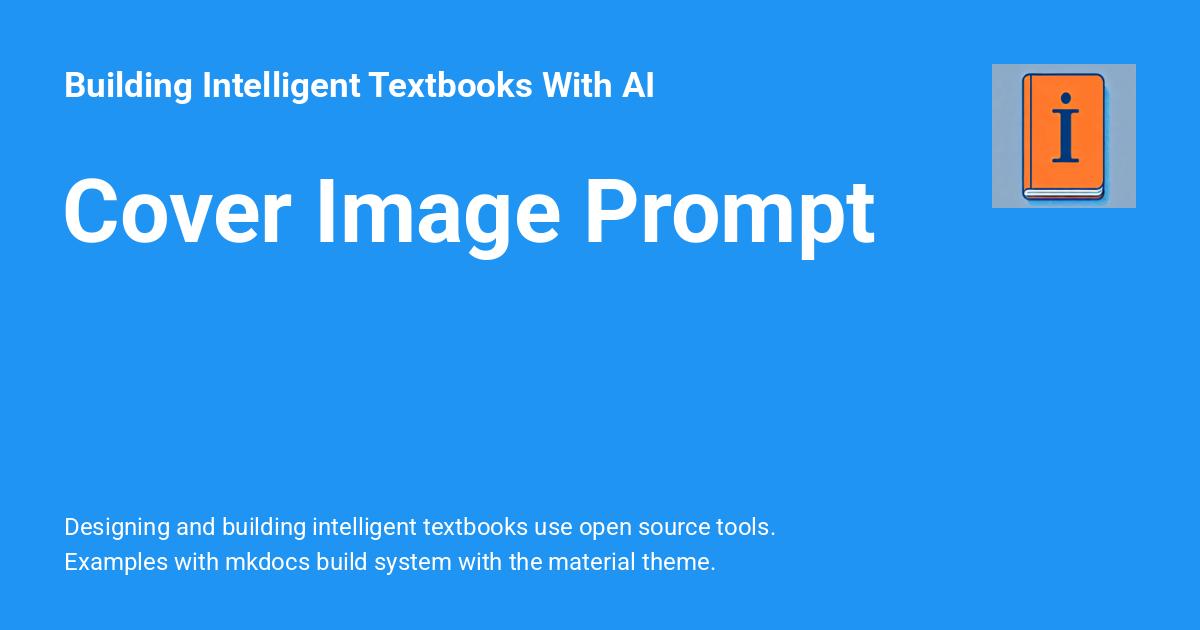 Building Intelligent Textbooks With AI
i
Cover Image Prompt
Designing and building intelligent textbooks use open source tools.
Examples with mkdocs build system with the material theme.